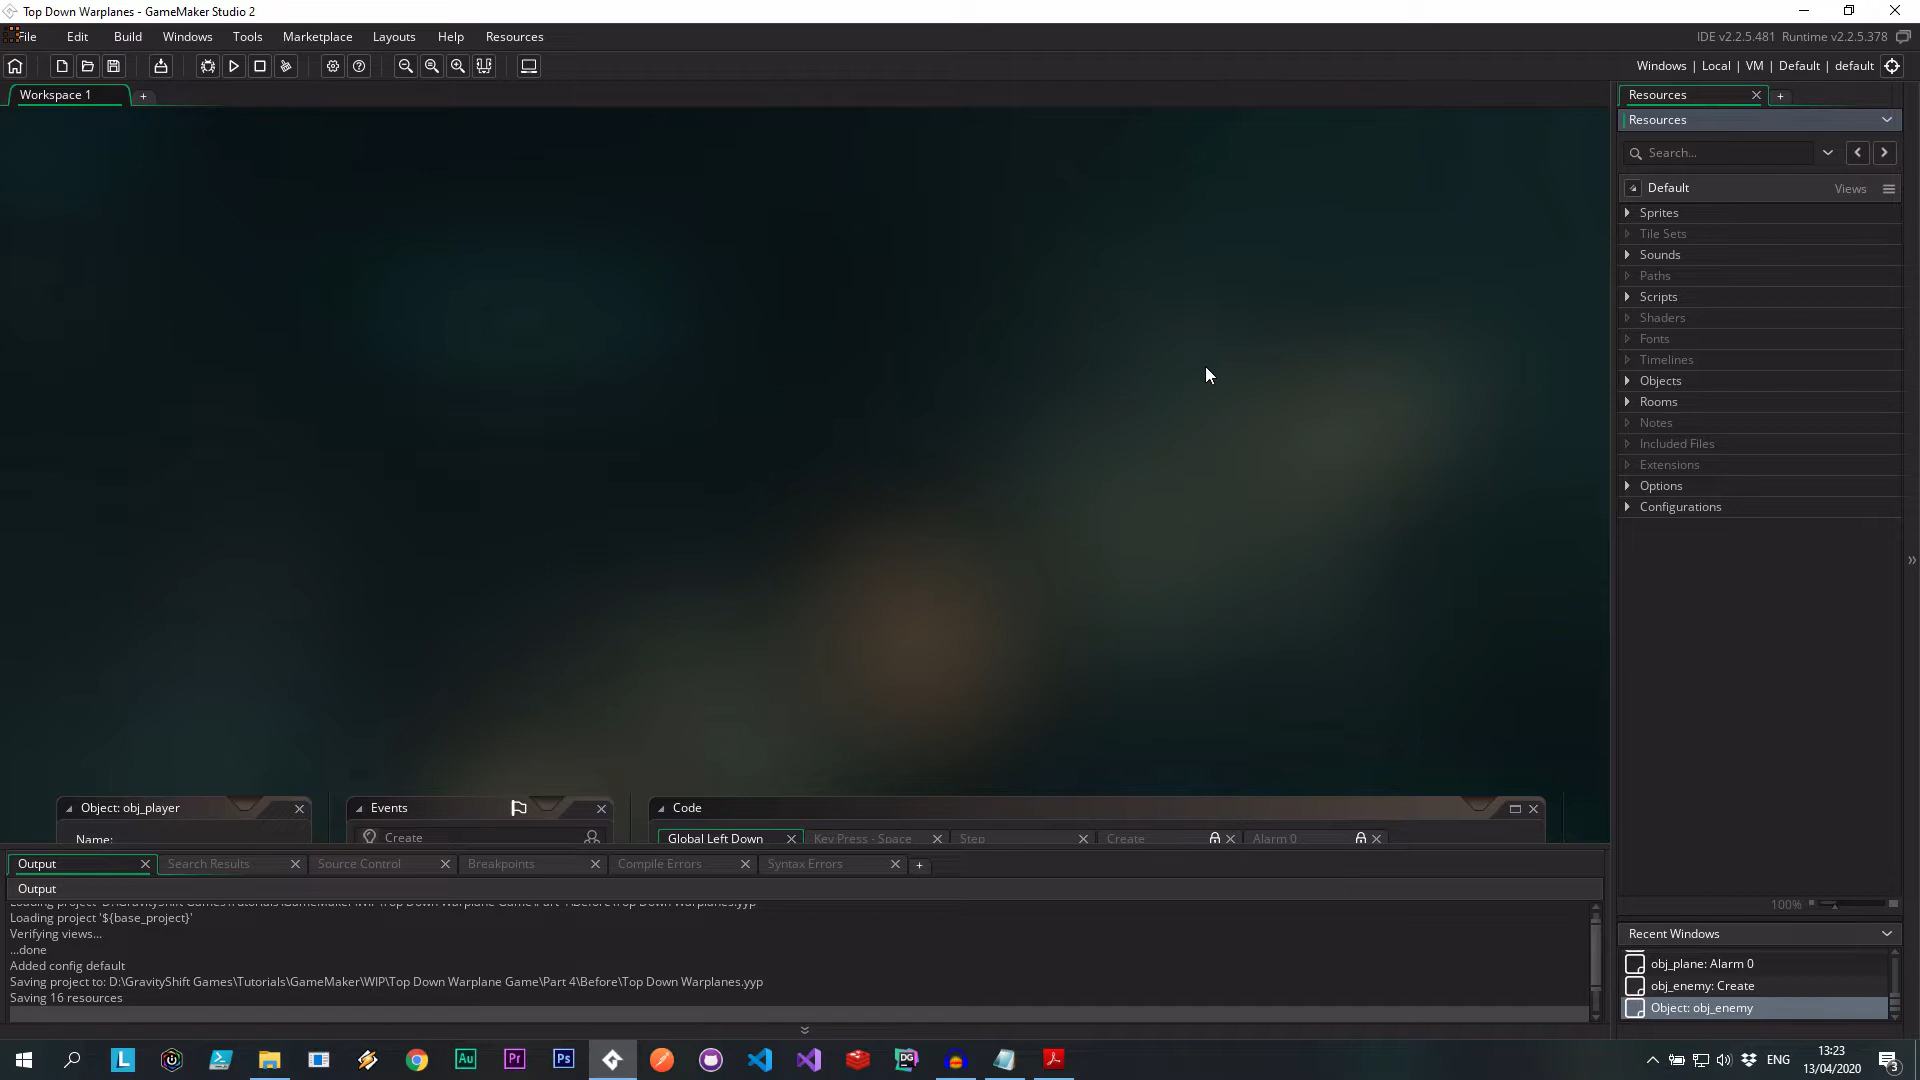 Top Down Warplanes - GameMaker Studio 2
File Edit Build Windows Tools Marketplace Layouts Help Resources
IDE v2.2.5.481 Runtime v2.2.5.378
Windows | Local | VM | Default | default
Workspace 1
Resources
Resources
Search...
Default Views
Sprites
Tile Sets
Sounds
Paths
Scripts
Shaders
Fonts
Timelines
Objects
Rooms
Notes
Included Files
Extensions
Options
Configurations
100%
Object: obj_player Events Code
Name: Create Global Left Down Key Press - Space Step Create Alarm 0
Output Search Results Source Control Breakpoints Compile Errors Syntax Errors
Output
Loading project '${base_project}'
Verifying views...
...done
Added config default
Saving project to: D:\GravityShift Games\Tutorials\GameMaker\WIP\Top Down Warplane Game\Part 4\Before\Top Down Warplanes.yyp
Saving 16 resources
Recent Windows
obj_plane: Alarm 0
obj_enemy: Create
Object: obj_enemy
L Au Pr Ps DG
ENG
13:23
13/04/2020
3